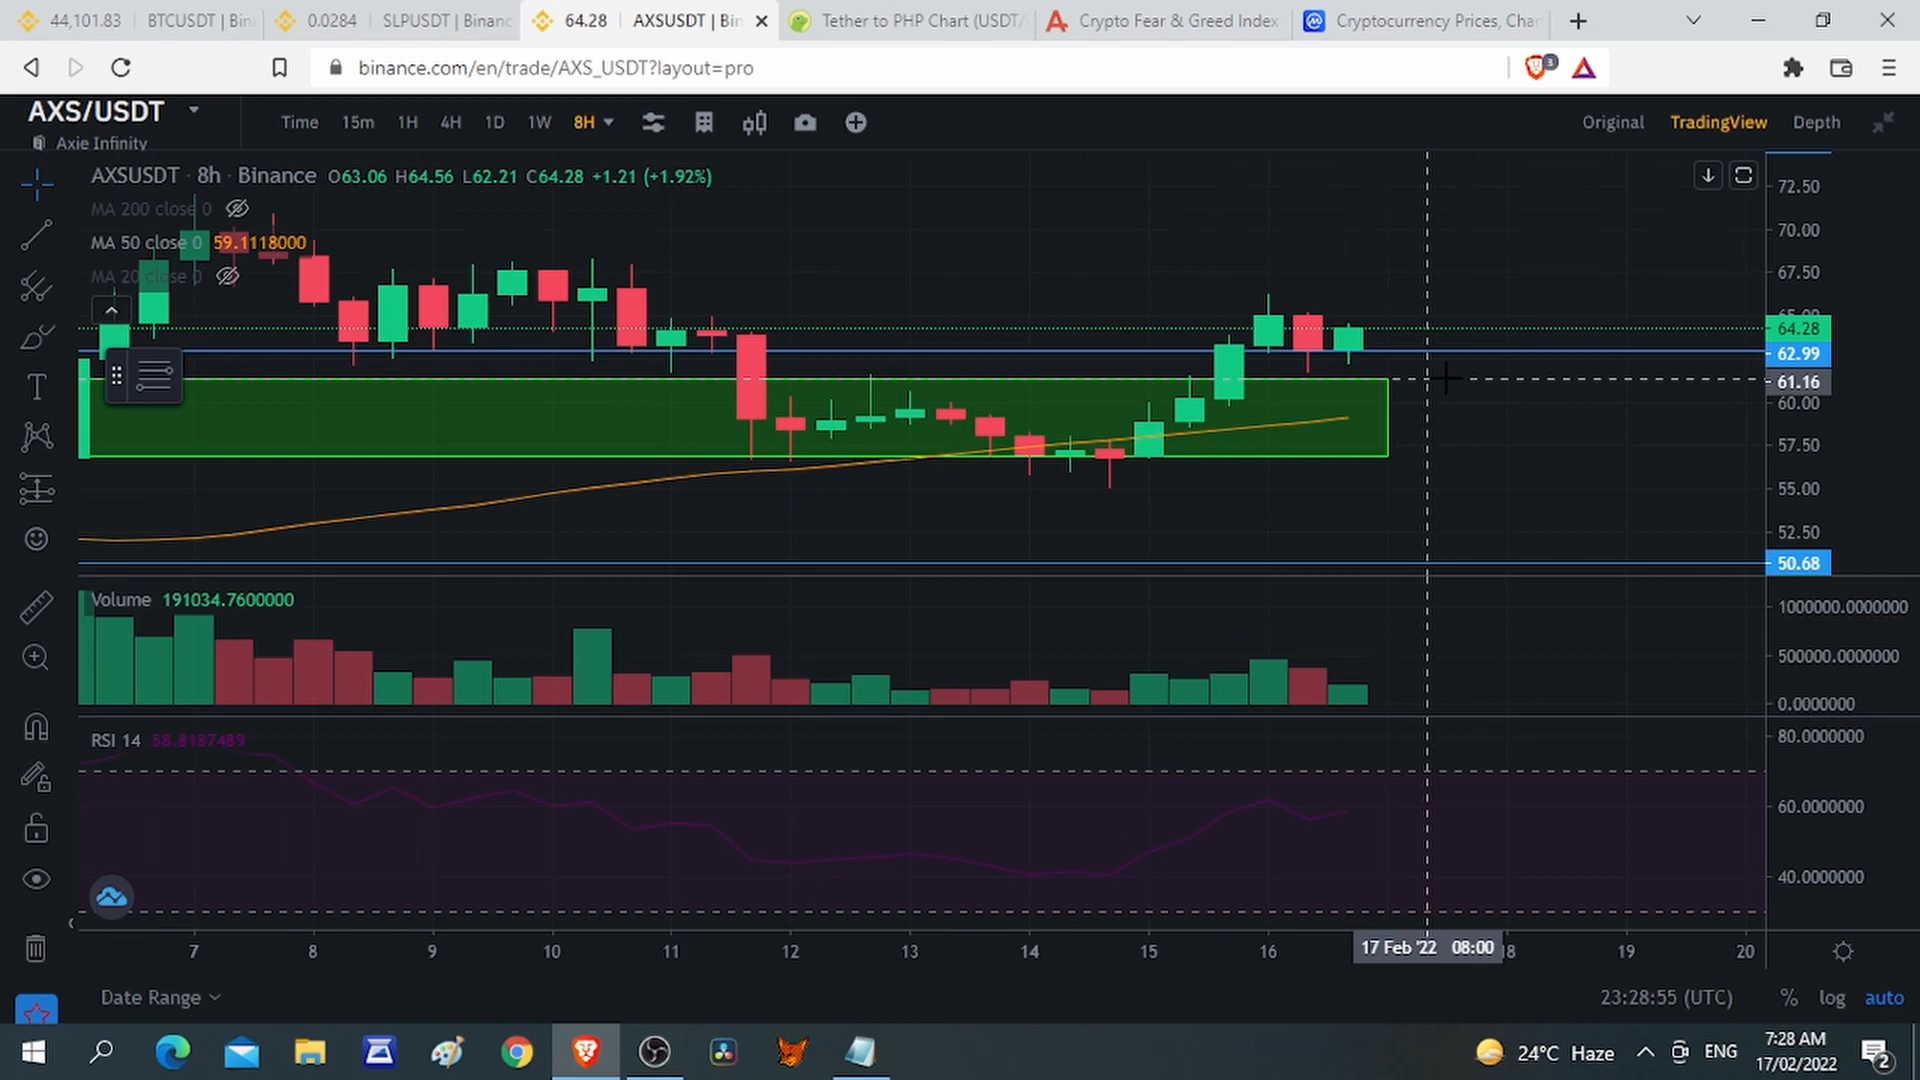 44,101.83 BTCUSDT | Bin
0.0284 SLPUSDT | Binanc
64.28 AXSUSDT | Bin
Tether to PHP Chart (USDT/
Crypto Fear & Greed Index
Cryptocurrency Prices, Char
binance.com/en/trade/AXS_USDT?layout=pro
3
AXS/USDT
Axie Infinity
Time 15m 1H 4H 1D 1W 8H
Original TradingView Depth
AXSUSDT · 8h · Binance O63.06 H64.56 L62.21 C64.28 +1.21 (+1.92%)
MA 200 close 0
MA 50 close 0 59.1118000
MA 20 close 0
72.50
70.00
67.50
65.00
64.28
62.99
61.16
60.00
57.50
55.00
52.50
50.68
Volume 191034.7600000
1000000.0000000
500000.0000000
0.0000000
RSI 14 58.8187489
80.0000000
60.0000000
40.0000000
7 8 9 10 11 12 13 14 15 16 17 Feb '22 08:00 18 19 20
Date Range
23:28:55 (UTC) % log auto
24°C Haze
ENG
7:28 AM
17/02/2022
2